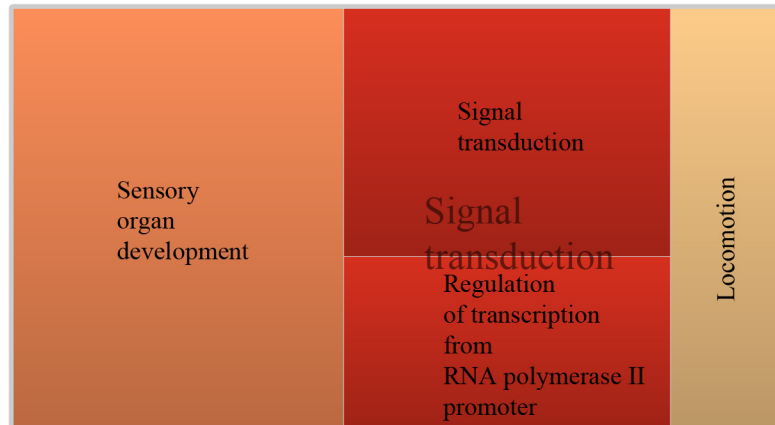 Sensory
organ
development
Signal
transduction
Signal
transduction
Regulation
of transcription
from
RNA polymerase II
promoter
Locomotion